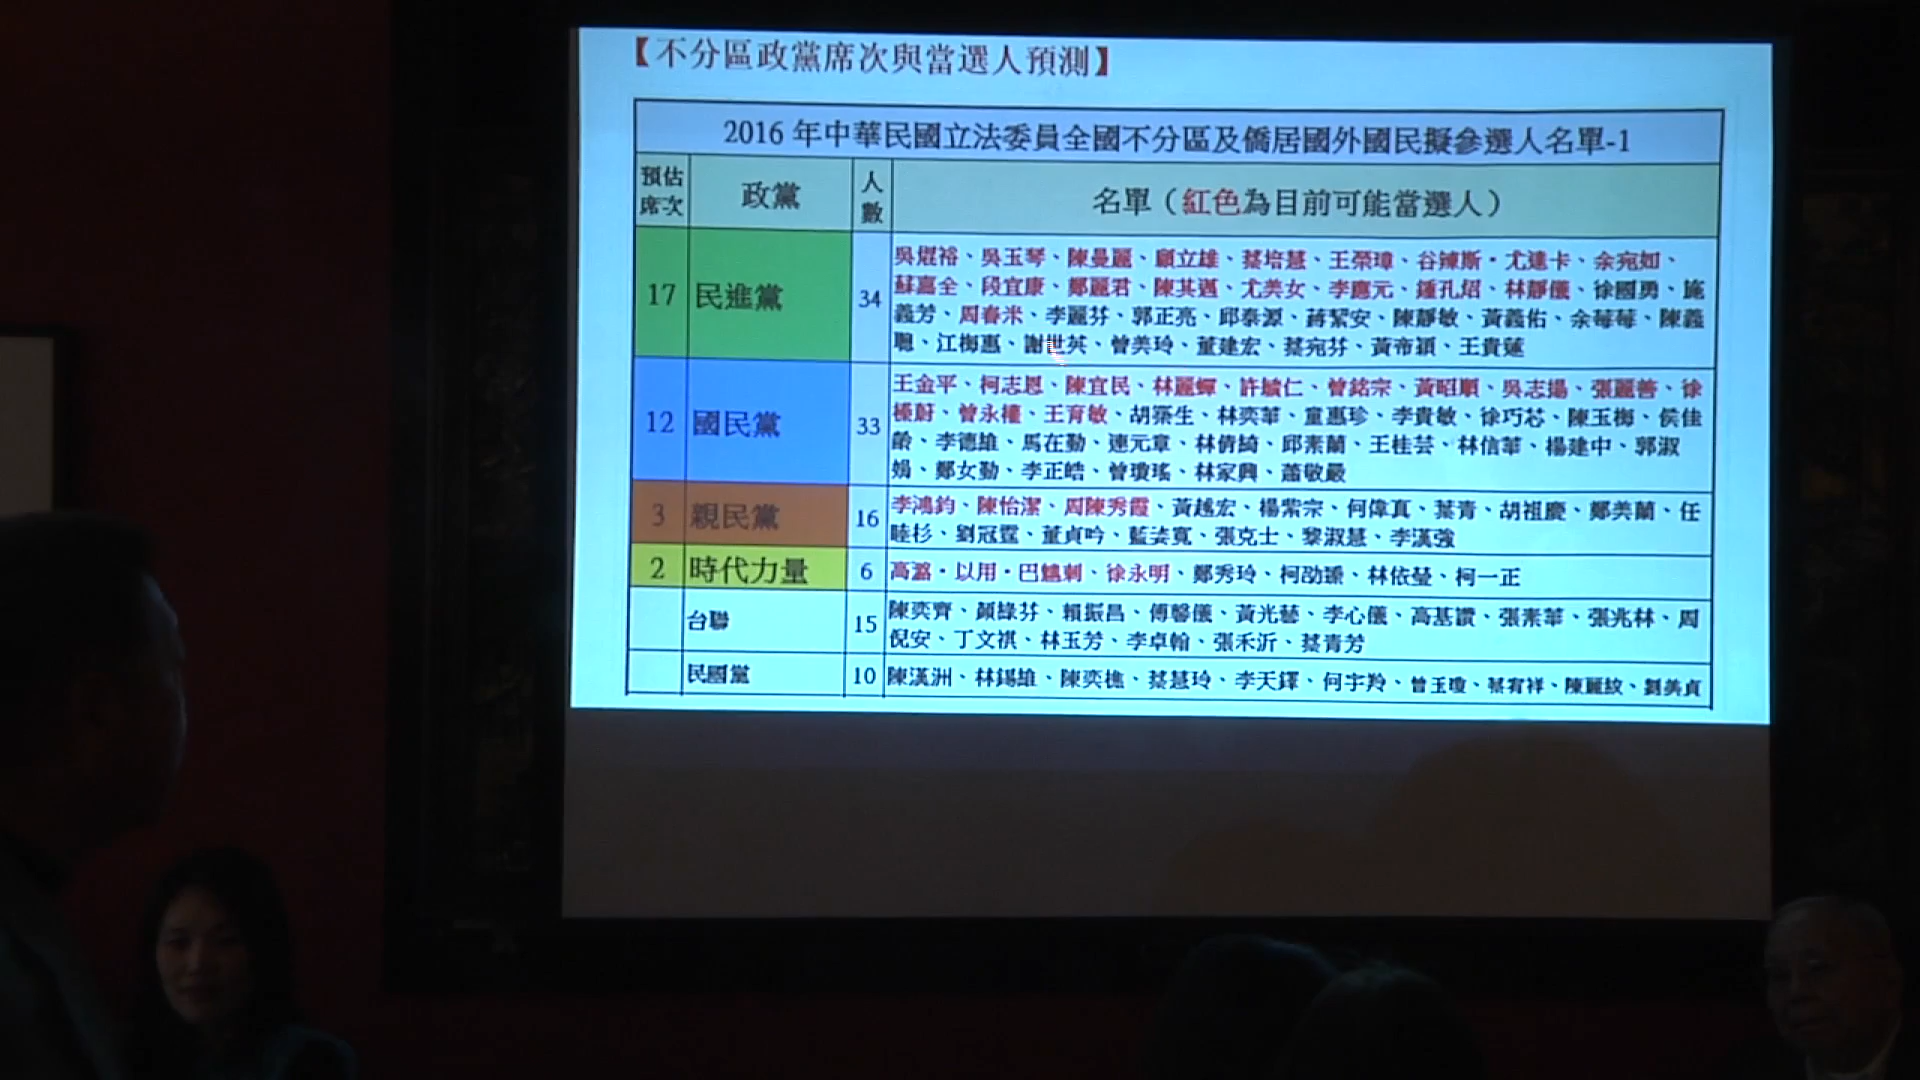 【不分區政黨席次與當選人預測】
2016 年中華民國立法委員全國不分區及僑居國外國民擬參選人名單-1
預估席次
政黨
人數
名單（紅色為目前可能當選人）
17
民進黨
34
吳焜裕、吳玉琴、陳曼麗、顧立雄、蔡培慧、王榮璋、谷辣斯・尤達卡、余宛如、
蘇嘉全、段宜康、鄭麗君、陳其邁、尤美女、李應元、鍾孔炤、林靜儀、徐國勇、施
義芳、周春米、李麗芬、郭正亮、邱泰源、蔣絜安、陳靜敏、黃義佑、余莓莓、陳義
聰、江梅惠、謝世英、曾美玲、董建宏、蔡宛芬、黃帝穎、王貴蓮
12
國民黨
33
王金平、柯志恩、陳宜民、林麗蟬、許毓仁、曾銘宗、黃昭順、吳志揚、張麗善、徐
榛蔚、曾永權、王育敏、胡築生、林奕華、童惠珍、李貴敏、徐巧芯、陳玉梅、侯佳
齡、李德維、馬在勤、連元章、林倩綺、邱素蘭、王桂芸、林信華、楊建中、郭淑
娟、鄭女勤、李正皓、曾瓊瑤、林家興、蕭敬嚴
3
親民黨
16
李鴻鈞、陳怡潔、周陳秀霞、黃越宏、楊紫宗、何偉真、葉青、胡祖慶、鄭美蘭、任
睦杉、劉冠霆、董貞吟、藍姿寬、張克士、黎淑慧、李漢強
2
時代力量
6
高潞・以用・巴魕剌、徐永明、鄭秀玲、柯劭臻、林依瑩、柯一正
台聯
15
陳奕齊、顏綠芬、賴振昌、傅馨儀、黃光藝、李心儀、高基讚、張素華、張兆林、周
倪安、丁文祺、林玉芳、李卓翰、張禾沂、蔡青芳
民國黨
10
陳漢洲、林錫維、陳奕樵、蔡慧玲、李天鐸、何宇羚、曾玉瓊、蔡宥祥、陳麗紋、劉美貞